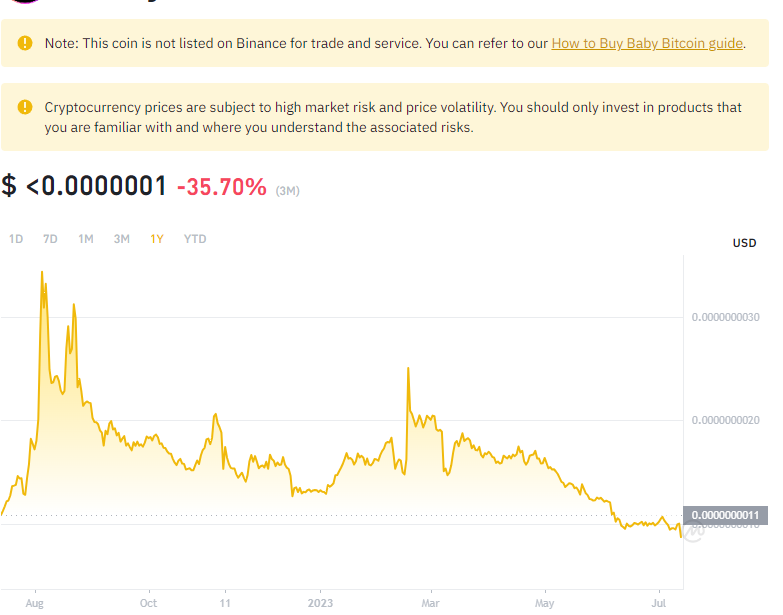 Note: This coin is not listed on Binance for trade and service. You can refer to our How to Buy Baby Bitcoin guide.
Cryptocurrency prices are subject to high market risk and price volatility. You should only invest in products that
you are familiar with and where you understand the associated risks.
$ <0.0000001 -35.70% (3M)
1D 7D 1M 3M 1Y YTD
USD
0.0000000030
0.0000000020
0.0000000011
Aug Oct 11 2023 Mar May Jul